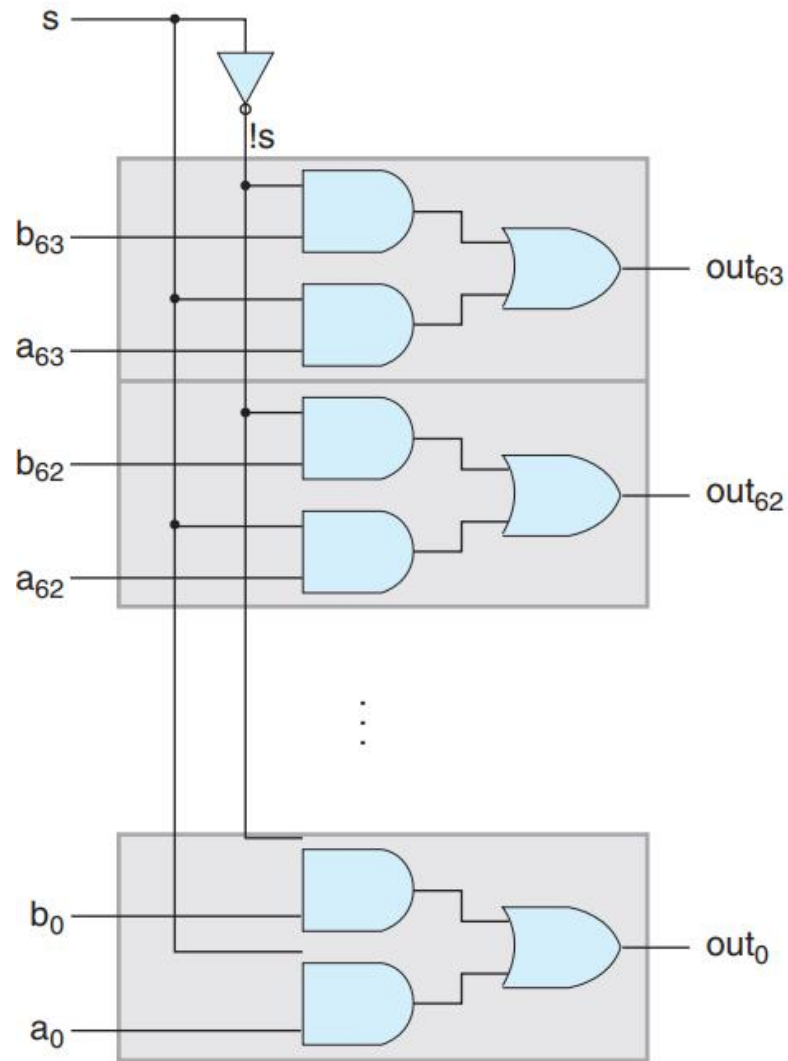 s
!s
b₆₃
out₆₃
a₆₃
b₆₂
out₆₂
a₆₂
⋮
b₀
out₀
a₀